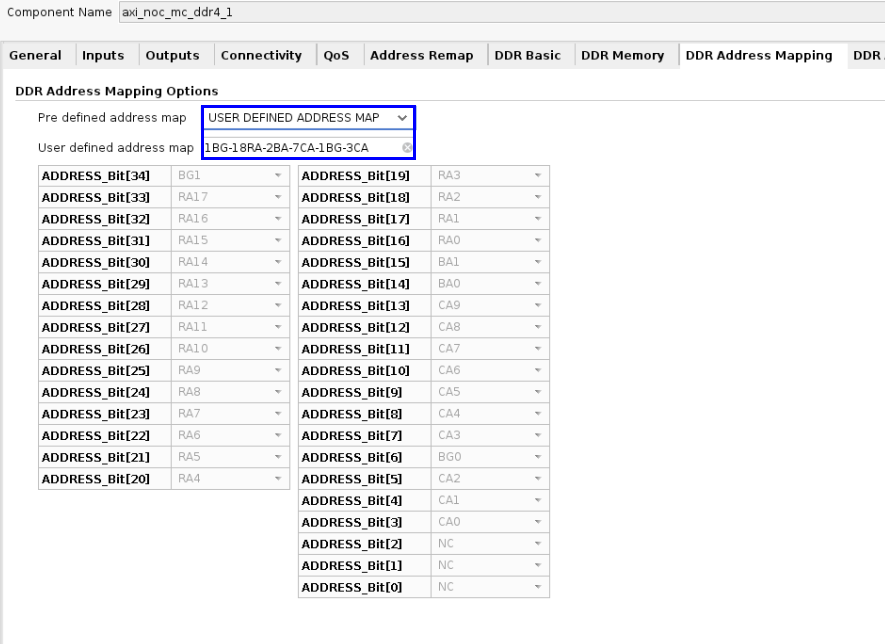 Component Name axi_noc_mc_ddr4_1
General Inputs Outputs Connectivity QoS Address Remap DDR Basic DDR Memory DDR Address Mapping DDR
DDR Address Mapping Options
Pre defined address map USER DEFINED ADDRESS MAP
User defined address map 1BG-18RA-2BA-7CA-1BG-3CA
ADDRESS_Bit[34] BG1 ADDRESS_Bit[19] RA3
ADDRESS_Bit[33] RA17 ADDRESS_Bit[18] RA2
ADDRESS_Bit[32] RA16 ADDRESS_Bit[17] RA1
ADDRESS_Bit[31] RA15 ADDRESS_Bit[16] RA0
ADDRESS_Bit[30] RA14 ADDRESS_Bit[15] BA1
ADDRESS_Bit[29] RA13 ADDRESS_Bit[14] BA0
ADDRESS_Bit[28] RA12 ADDRESS_Bit[13] CA9
ADDRESS_Bit[27] RA11 ADDRESS_Bit[12] CA8
ADDRESS_Bit[26] RA10 ADDRESS_Bit[11] CA7
ADDRESS_Bit[25] RA9 ADDRESS_Bit[10] CA6
ADDRESS_Bit[24] RA8 ADDRESS_Bit[9] CA5
ADDRESS_Bit[23] RA7 ADDRESS_Bit[8] CA4
ADDRESS_Bit[22] RA6 ADDRESS_Bit[7] CA3
ADDRESS_Bit[21] RA5 ADDRESS_Bit[6] BG0
ADDRESS_Bit[20] RA4 ADDRESS_Bit[5] CA2
ADDRESS_Bit[4] CA1
ADDRESS_Bit[3] CA0
ADDRESS_Bit[2] NC
ADDRESS_Bit[1] NC
ADDRESS_Bit[0] NC